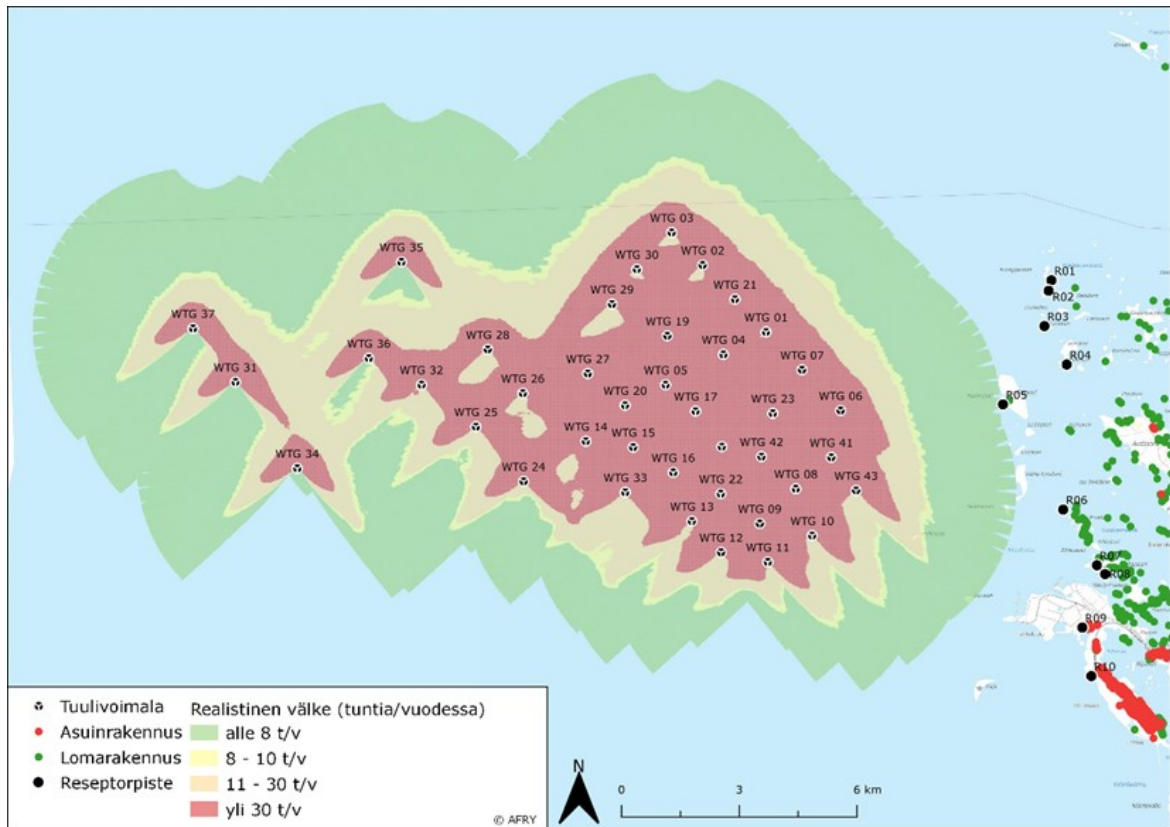 WTG 03
WTG 35
WTG 30
WTG 02
R01
R02
WTG 29
WTG 21
WTG 37
R03
WTG 28
WTG 19
WTG 01
WTG 36
WTG 04
R04
WTG 27
WTG 07
WTG 31
WTG 32
WTG 26
WTG 05
R05
WTG 20
WTG 17
WTG 23
WTG 06
WTG 25
WTG 14
WTG 15
WTG 42
WTG 41
WTG 34
WTG 24
WTG 16
WTG 33
WTG 22
WTG 08
WTG 43
R06
WTG 13
WTG 09
WTG 10
WTG 12
WTG 11
R07
R08
R09
R10
Tuulivoimala
Asuinrakennus
Lomarakennus
Reseptorpiste
Realistinen välke (tuntia/vuodessa)
alle 8 t/v
8 - 10 t/v
11 - 30 t/v
yli 30 t/v
© AFRY
N
0 3 6 km